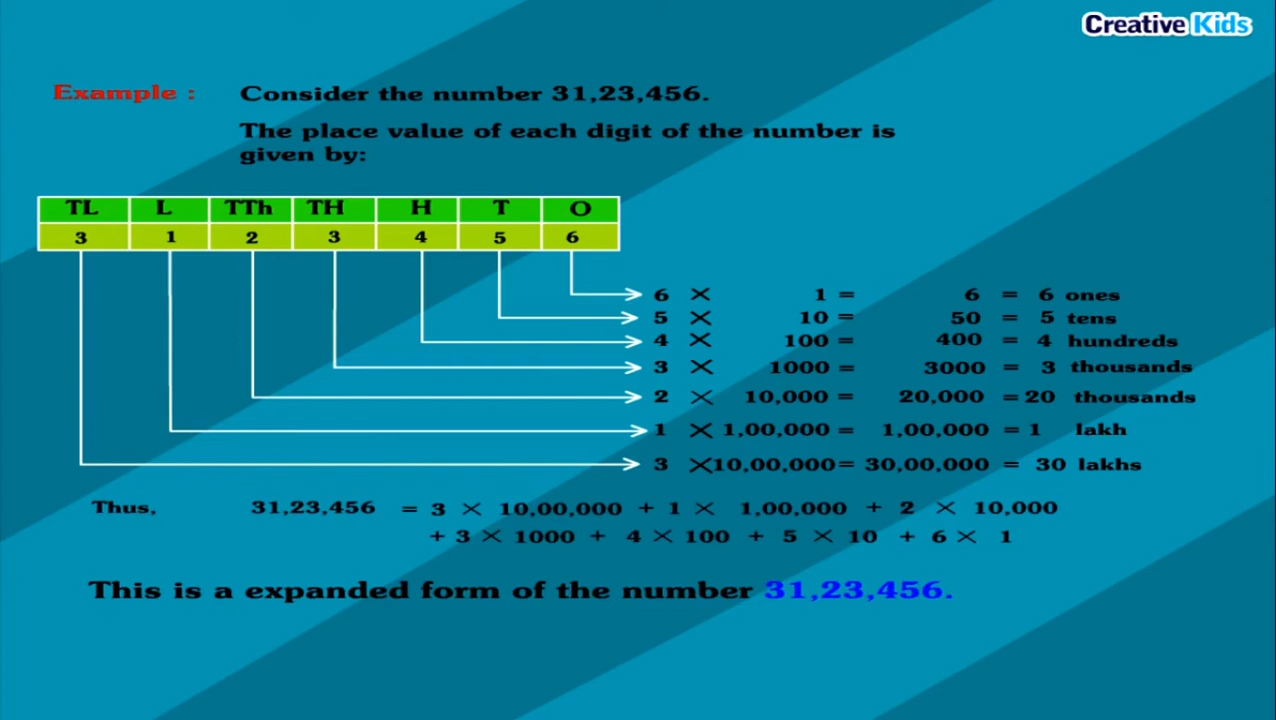 Creative Kids
Example : Consider the number 31,23,456.
The place value of each digit of the number is
given by:
TL L TTh TH H T O
3 1 2 3 4 5 6
6 × 1 = 6 = 6 ones
5 × 10 = 50 = 5 tens
4 × 100 = 400 = 4 hundreds
3 × 1000 = 3000 = 3 thousands
2 × 10,000 = 20,000 = 20 thousands
1 × 1,00,000 = 1,00,000 = 1 lakh
3 × 10,00,000 = 30,00,000 = 30 lakhs
Thus, 31,23,456 = 3 × 10,00,000 + 1 × 1,00,000 + 2 × 10,000
+ 3 × 1000 + 4 × 100 + 5 × 10 + 6 × 1
This is a expanded form of the number 31,23,456.